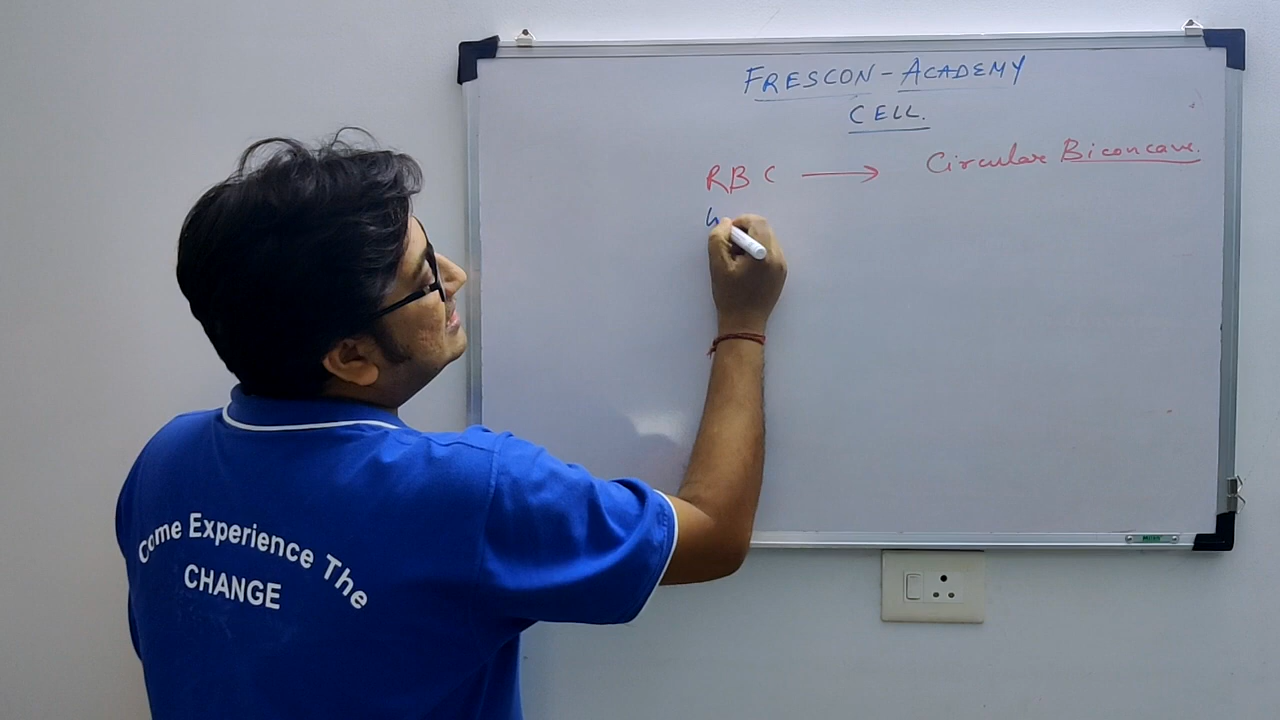 FRESCON - ACADEMY
CELL.
RBC → Circular Biconcave.
Come Experience The
CHANGE